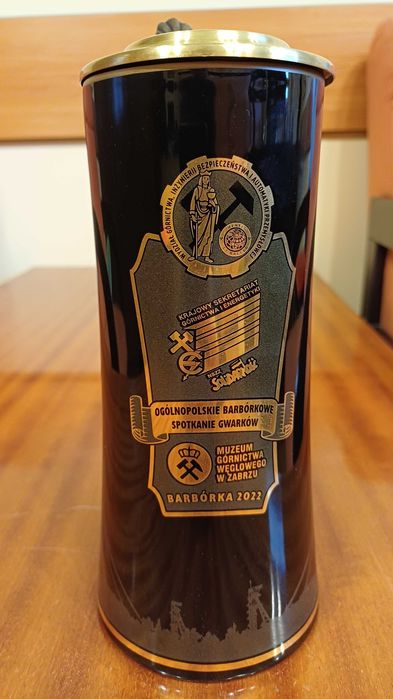 WYDZIAŁ GÓRNICTWA, INŻYNIERII BEZPIECZEŃSTWA I AUTOMATYKI PRZEMYSŁOWEJ
KRAJOWY SEKRETARIAT
GÓRNICTWA I ENERGETYKI
NSZZ
Solidarność
OGÓLNOPOLSKIE BARBÓRKOWE
SPOTKANIE GWARKÓW
MUZEUM
GÓRNICTWA
WĘGLOWEGO
W ZABRZU
BARBÓRKA 2022